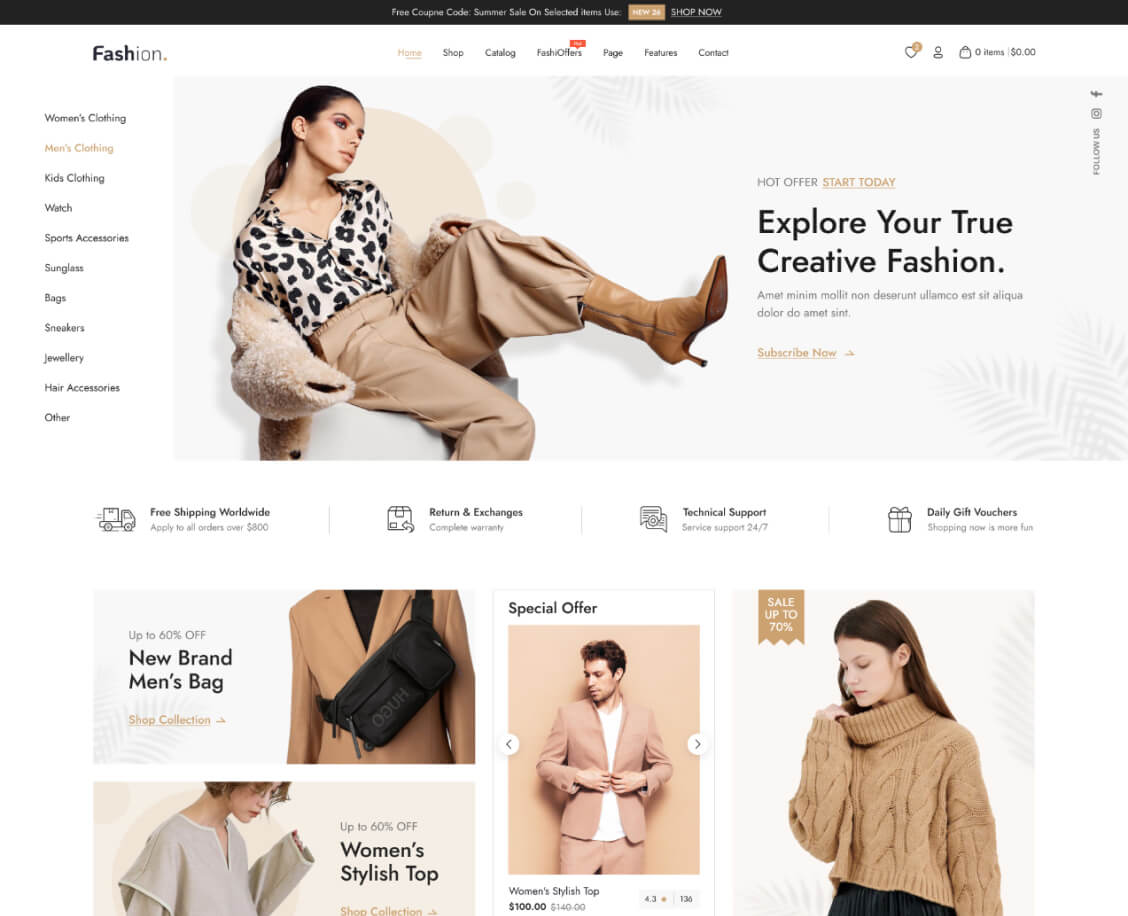 Free Coupne Code: Summer Sale On Selected items Use: NEW 26 SHOP NOW
Fashion.
Home Shop Catalog FashiOffers Hot Page Features Contact
2 0 items |$0.00
Women's Clothing
Men's Clothing
Kids Clothing
Watch
Sports Accessories
Sunglass
Bags
Sneakers
Jewellery
Hair Accessories
Other
HOT OFFER START TODAY
Explore Your True
Creative Fashion.
Amet minim mollit non deserunt ullamco est sit aliqua
dolor do amet sint.
Subscribe Now
FOLLOW US
Free Shipping Worldwide
Apply to all orders over $800
Return & Exchanges
Complete warranty
Technical Support
Service support 24/7
Daily Gift Vouchers
Shopping now is more fun
Up to 60% OFF
New Brand
Men's Bag
Shop Collection
HUGO
Up to 60% OFF
Women's
Stylish Top
Shop Collection
Special Offer
Women's Stylish Top
$100.00 $140.00
4.3 136
SALE
UP TO
70%